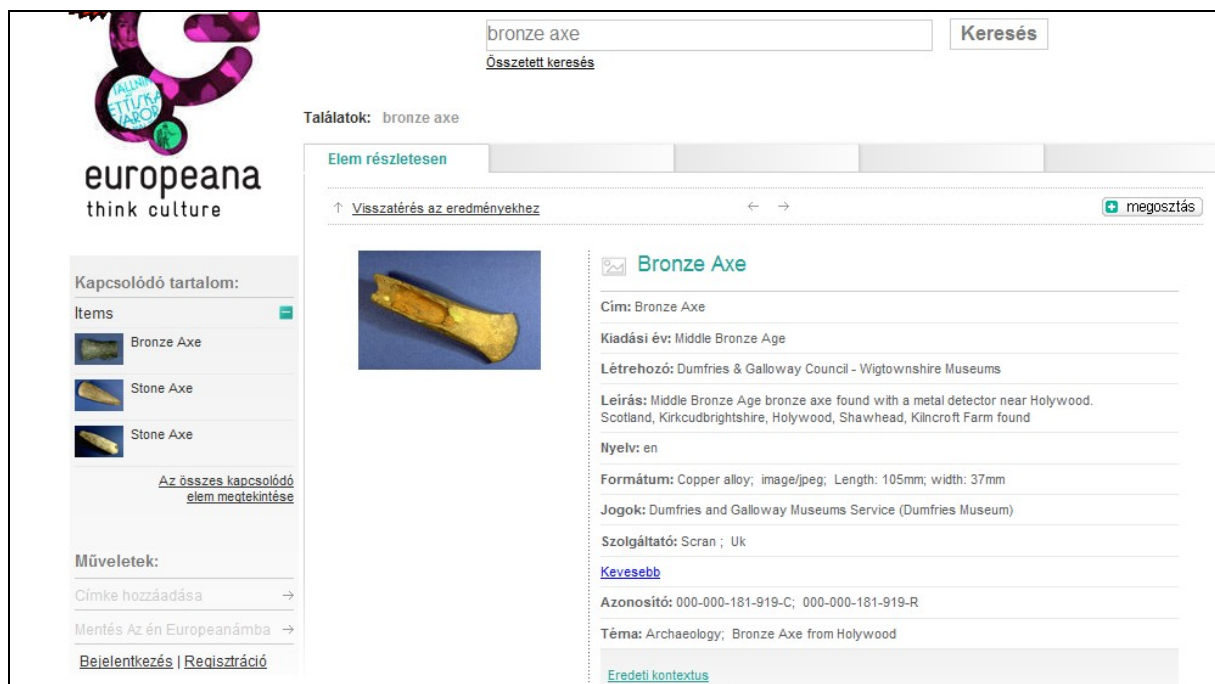 bronze axe
Keresés
Összetett keresés
TALLNIN
ETTIŠKA
VAROR
Találatok: bronze axe
europeana
think culture
Elem részletesen
↑ Visszatérés az eredményekhez
← →
megosztás
Kapcsolódó tartalom:
Items
Bronze Axe
Stone Axe
Stone Axe
Az összes kapcsolódó
elem megtekintése
Műveletek:
Címke hozzáadása →
Mentés Az én Europeanámba →
Bejelentkezés | Regisztráció
Bronze Axe
Cím: Bronze Axe
Kiadási év: Middle Bronze Age
Létrehozó: Dumfries & Galloway Council - Wigtownshire Museums
Leírás: Middle Bronze Age bronze axe found with a metal detector near Holywood.
Scotland, Kirkcudbrightshire, Holywood, Shawhead, Kilncroft Farm found
Nyelv: en
Formátum: Copper alloy; image/jpeg; Length: 105mm; width: 37mm
Jogok: Dumfries and Galloway Museums Service (Dumfries Museum)
Szolgáltató: Scran ; Uk
Kevesebb
Azonosító: 000-000-181-919-C; 000-000-181-919-R
Téma: Archaeology; Bronze Axe from Holywood
Eredeti kontextus